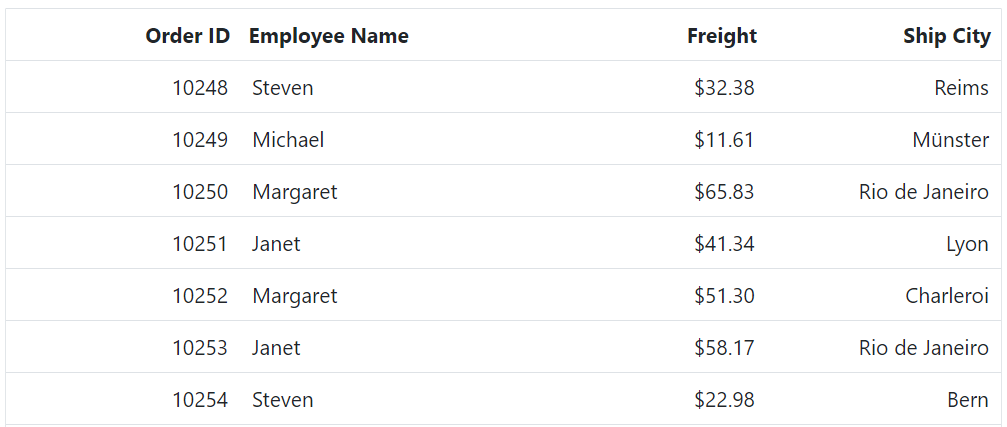 Order ID Employee Name Freight Ship City
10248 Steven $32.38 Reims
10249 Michael $11.61 Münster
10250 Margaret $65.83 Rio de Janeiro
10251 Janet $41.34 Lyon
10252 Margaret $51.30 Charleroi
10253 Janet $58.17 Rio de Janeiro
10254 Steven $22.98 Bern